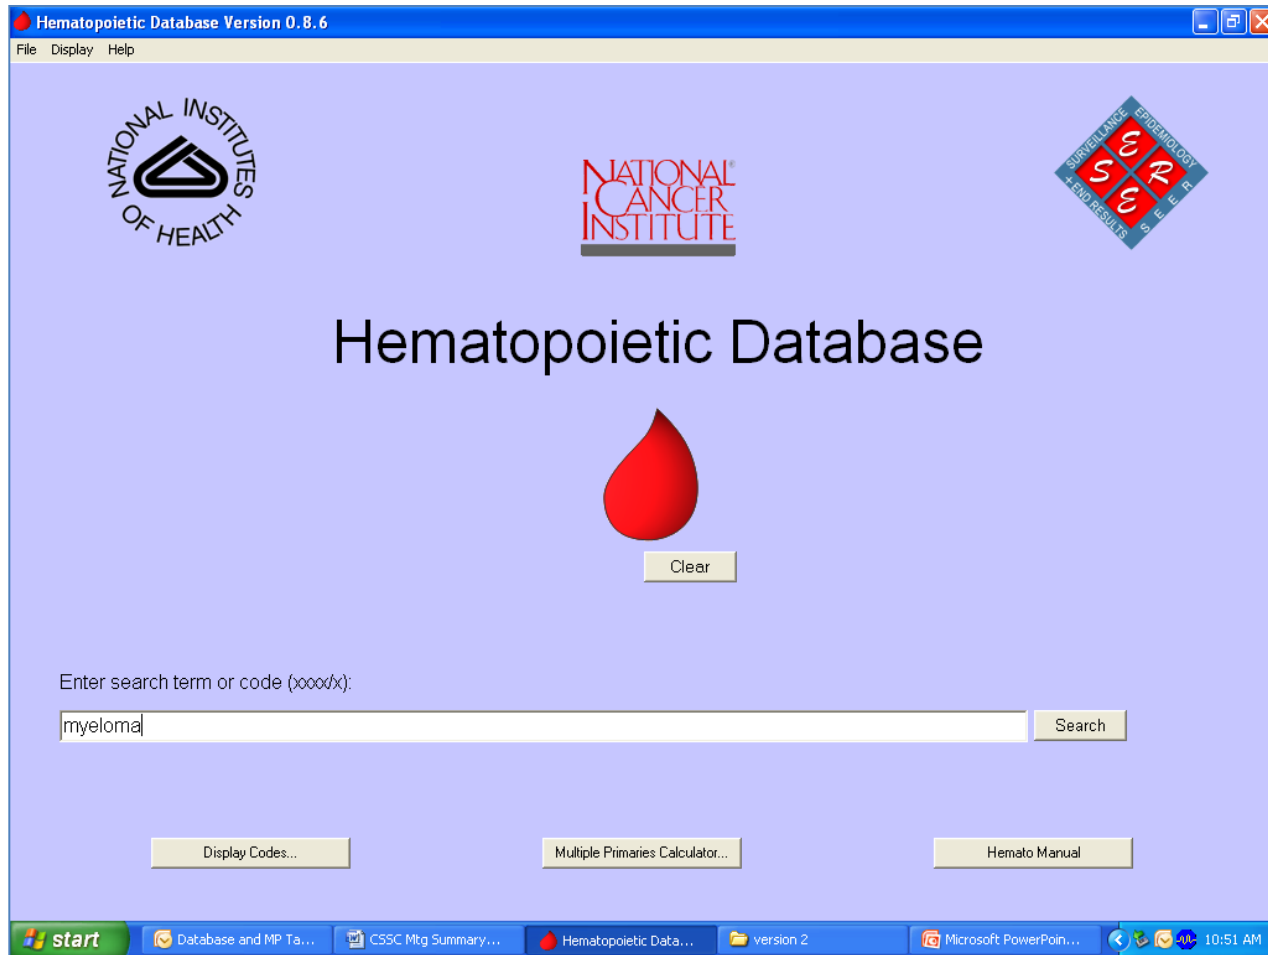 Hematopoietic Database Version 0.8.6
File Display Help
NATIONAL INSTITUTES OF HEALTH
NATIONAL CANCER INSTITUTE
SURVEILLANCE EPIDEMIOLOGY + END RESULTS SEER
S E E R
Hematopoietic Database
Clear
Enter search term or code (xxxx/x):
myeloma
Search
Display Codes...
Multiple Primaries Calculator...
Hemato Manual
start
Database and MP Ta...
CSSC Mtg Summary...
Hematopoietic Data...
version 2
Microsoft PowerPoin...
10:51 AM